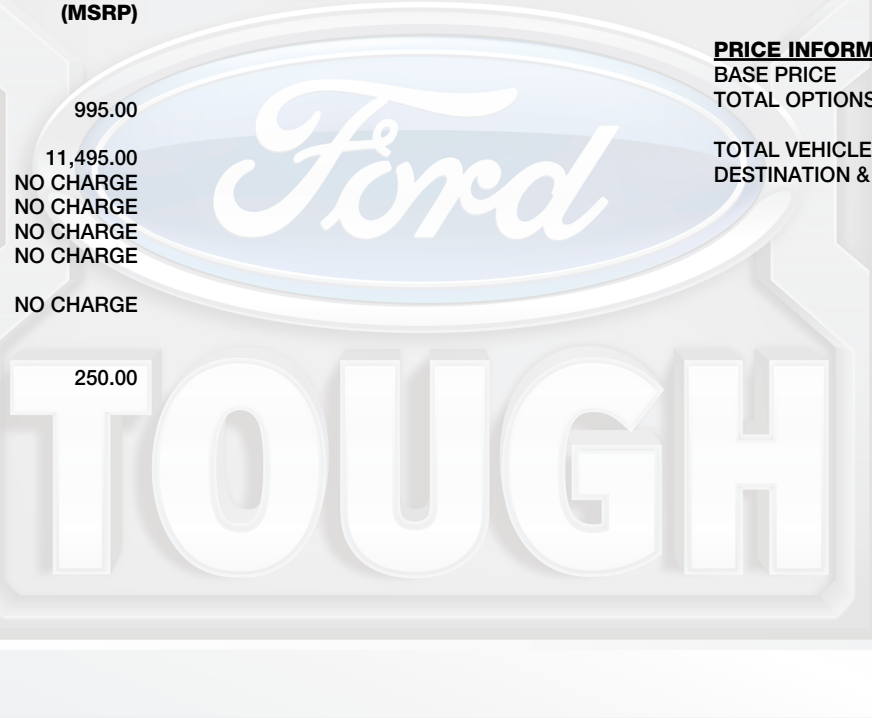 (MSRP)
995.00
11,495.00
NO CHARGE
NO CHARGE
NO CHARGE
NO CHARGE
NO CHARGE
250.00
PRICE INFORM
BASE PRICE
TOTAL OPTIONS
TOTAL VEHICLE
DESTINATION &
Ford
TOUGH